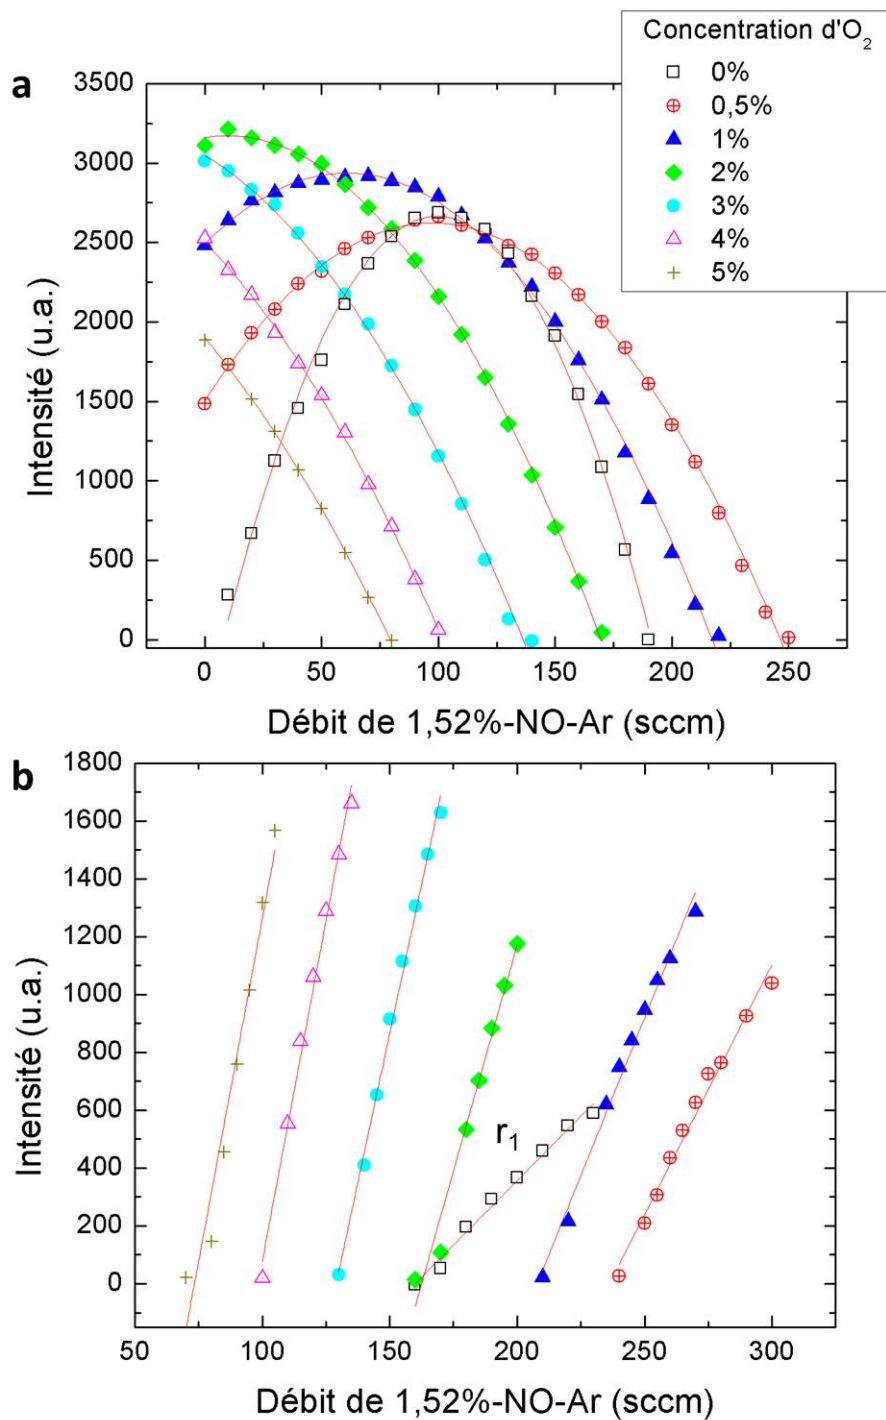 Concentration d'O2
0%
0,5%
1%
2%
3%
4%
5%
a
3500
3000
2500
2000
1500
1000
500
0
Intensité (u.a.)
0 50 100 150 200 250
Débit de 1,52%-NO-Ar (sccm)
b
1800
1600
1400
1200
1000
800
600
400
200
0
Intensité (u.a.)
r1
50 100 150 200 250 300
Débit de 1,52%-NO-Ar (sccm)